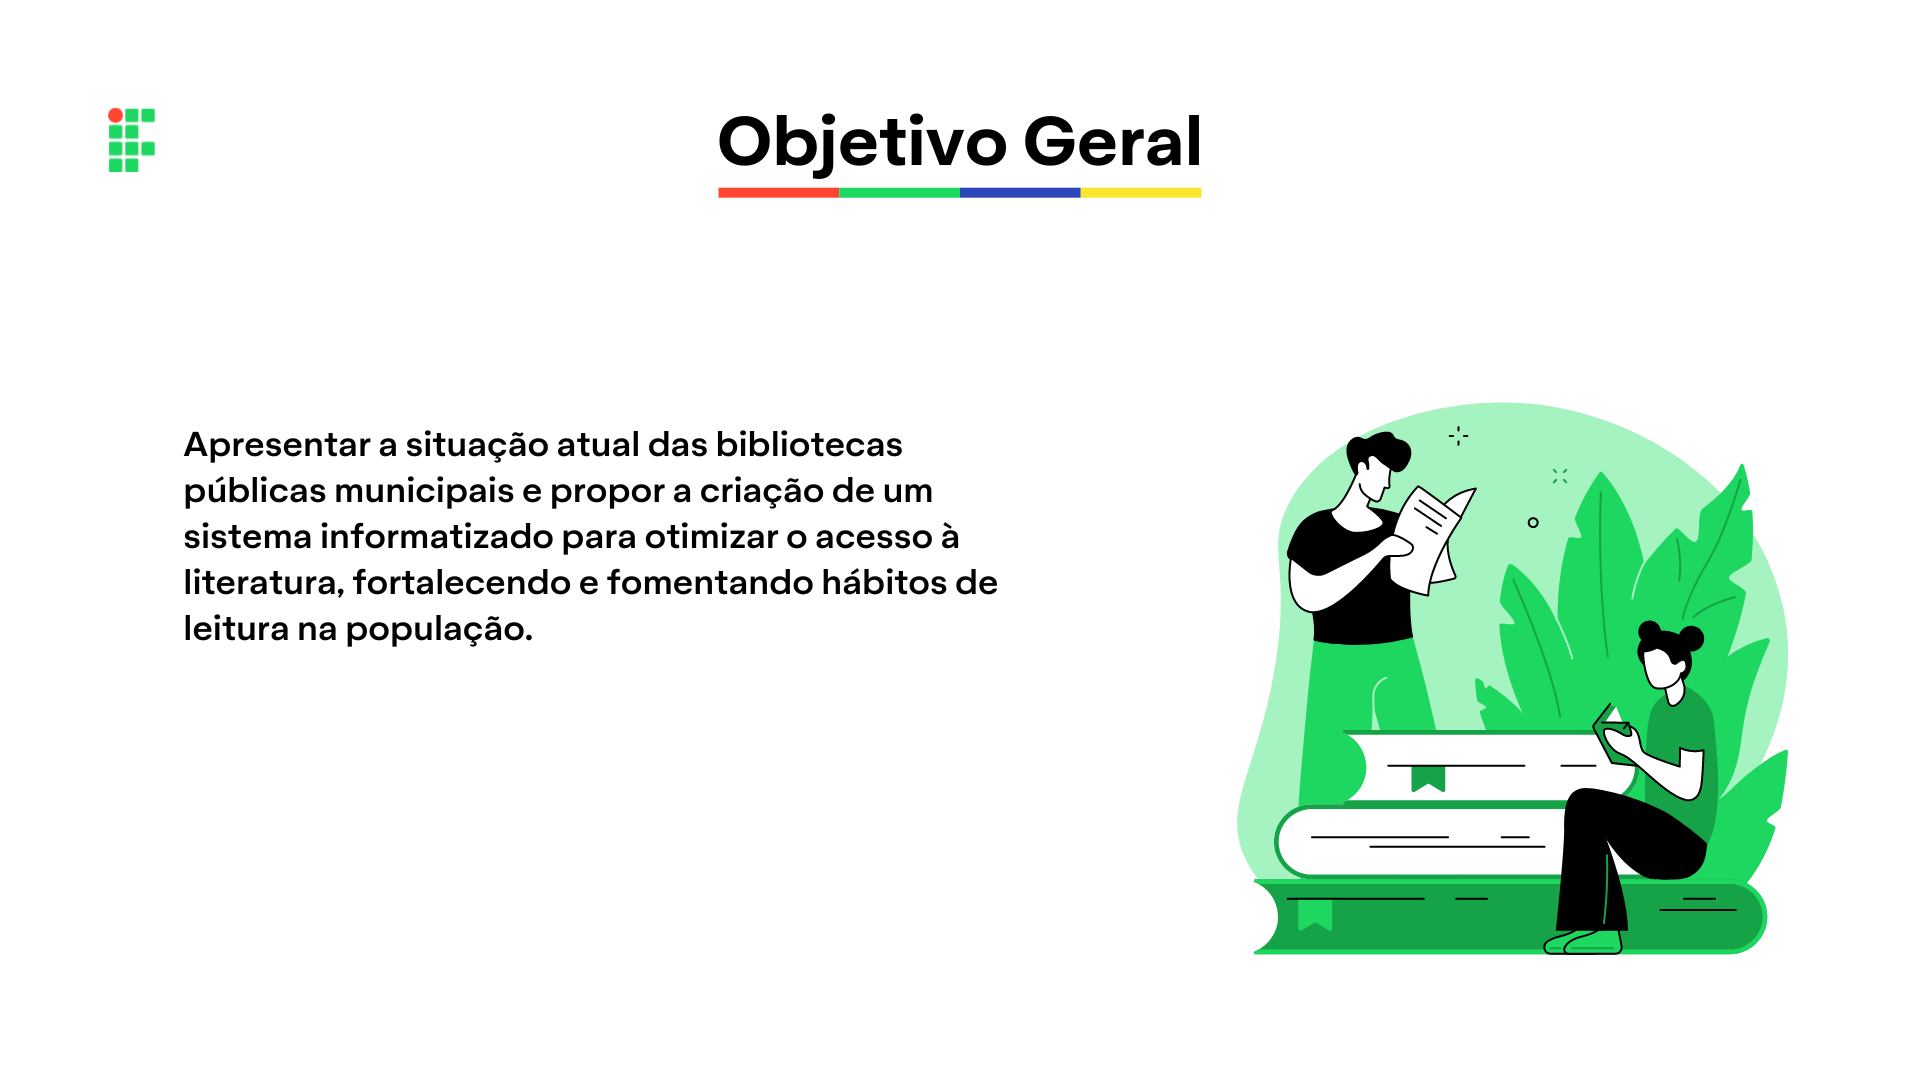 Objetivo Geral
Apresentar a situação atual das bibliotecas
públicas municipais e propor a criação de um
sistema informatizado para otimizar o acesso à
literatura, fortalecendo e fomentando hábitos de
leitura na população.